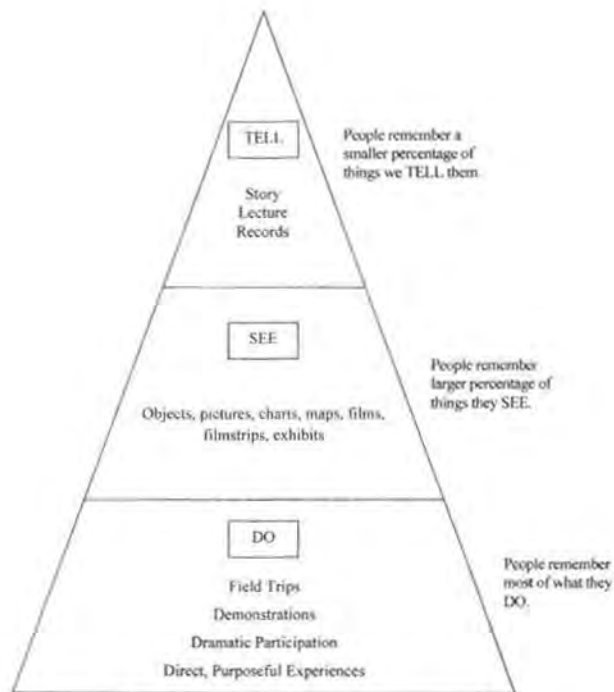 TELL
People remember a
smaller percentage of
things we TELL them
Story
Lecture
Records
SEE
People remember
larger percentage of
things they SEE.
Objects, pictures, charts, maps, films,
filmstrips, exhibits
DO
People remember
most of what they
DO.
Field Trips
Demonstrations
Dramatic Participation
Direct, Purposeful Experiences